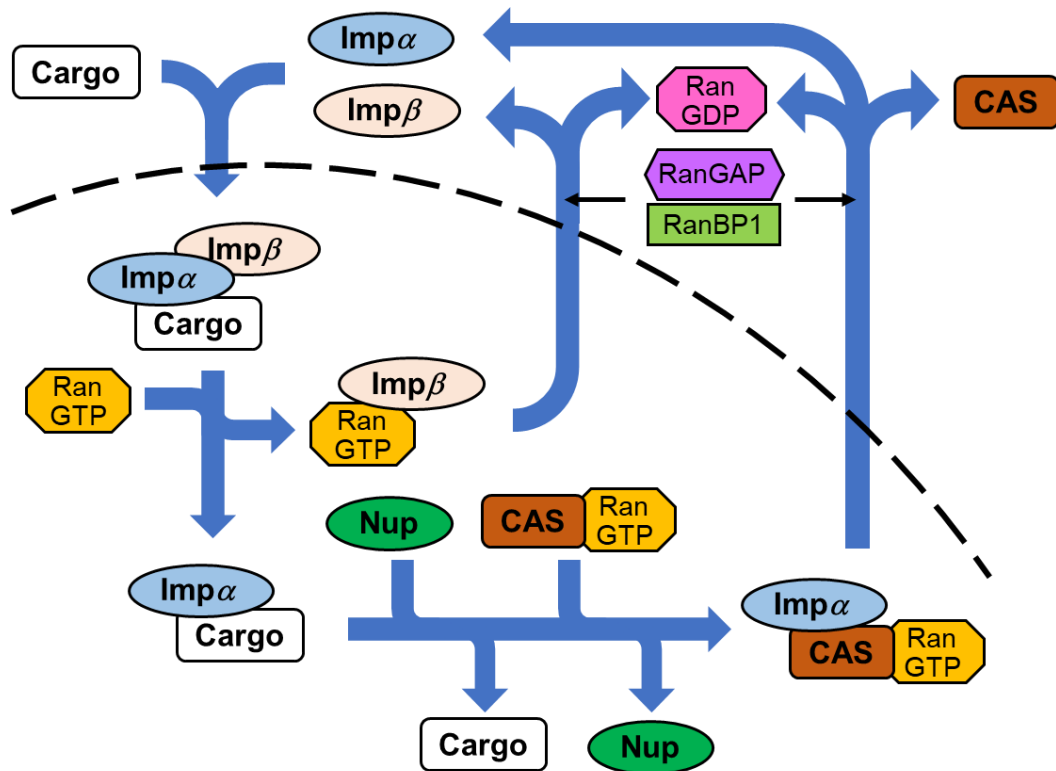 Impα
Cargo
Impβ
Ran
GDP
CAS
RanGAP
RanBP1
Impβ
Impα
Cargo
Ran
GTP
Impβ
Ran
GTP
Nup
CAS
Ran
GTP
Impα
Cargo
Impα
CAS
Ran
GTP
Cargo
Nup